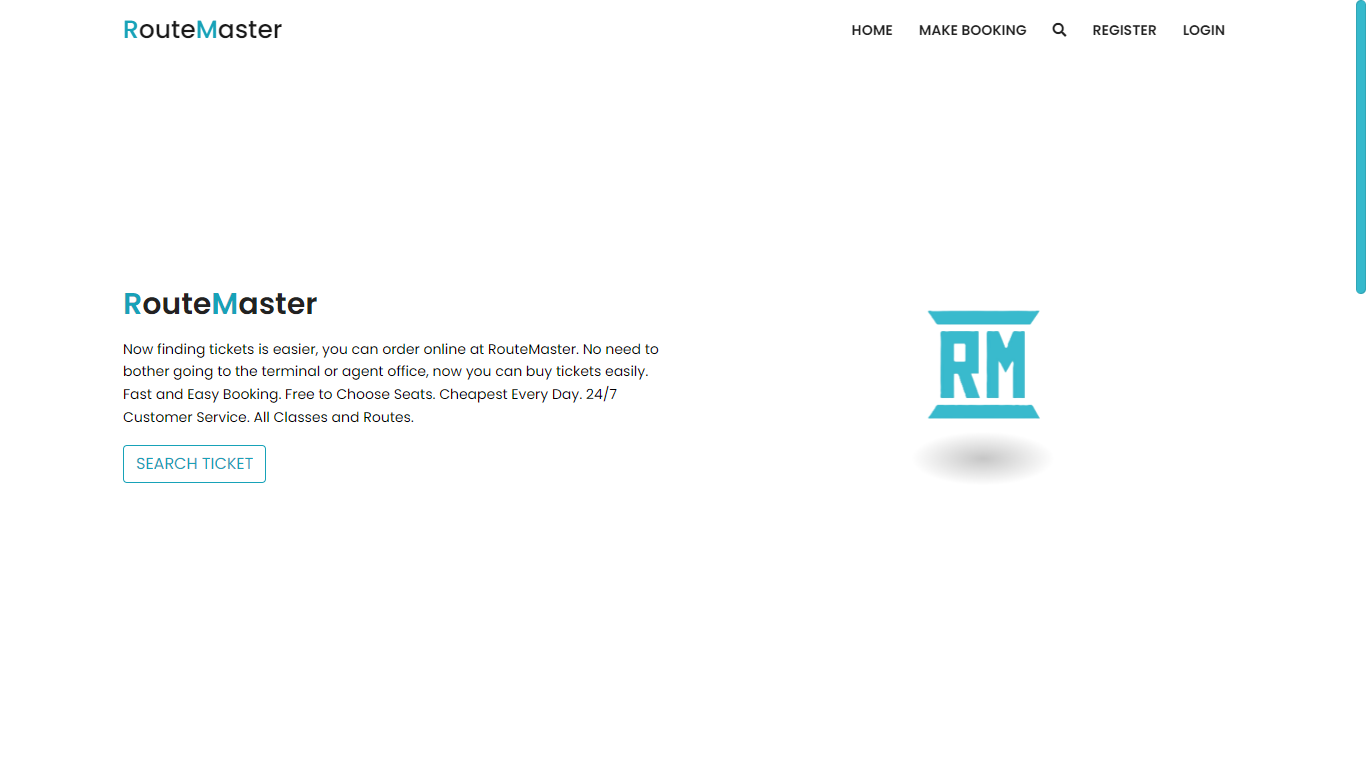 RouteMaster
HOME
MAKE BOOKING
REGISTER
LOGIN
RouteMaster
Now finding tickets is easier, you can order online at RouteMaster. No need to
bother going to the terminal or agent office, now you can buy tickets easily.
Fast and Easy Booking. Free to Choose Seats. Cheapest Every Day. 24/7
Customer Service. All Classes and Routes.
SEARCH TICKET
RM